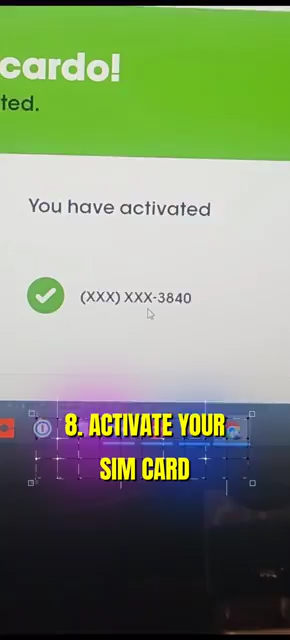 cardo!
ted.
You have activated
(XXX) XXX-3840
8. ACTIVATE YOUR
SIM CARD